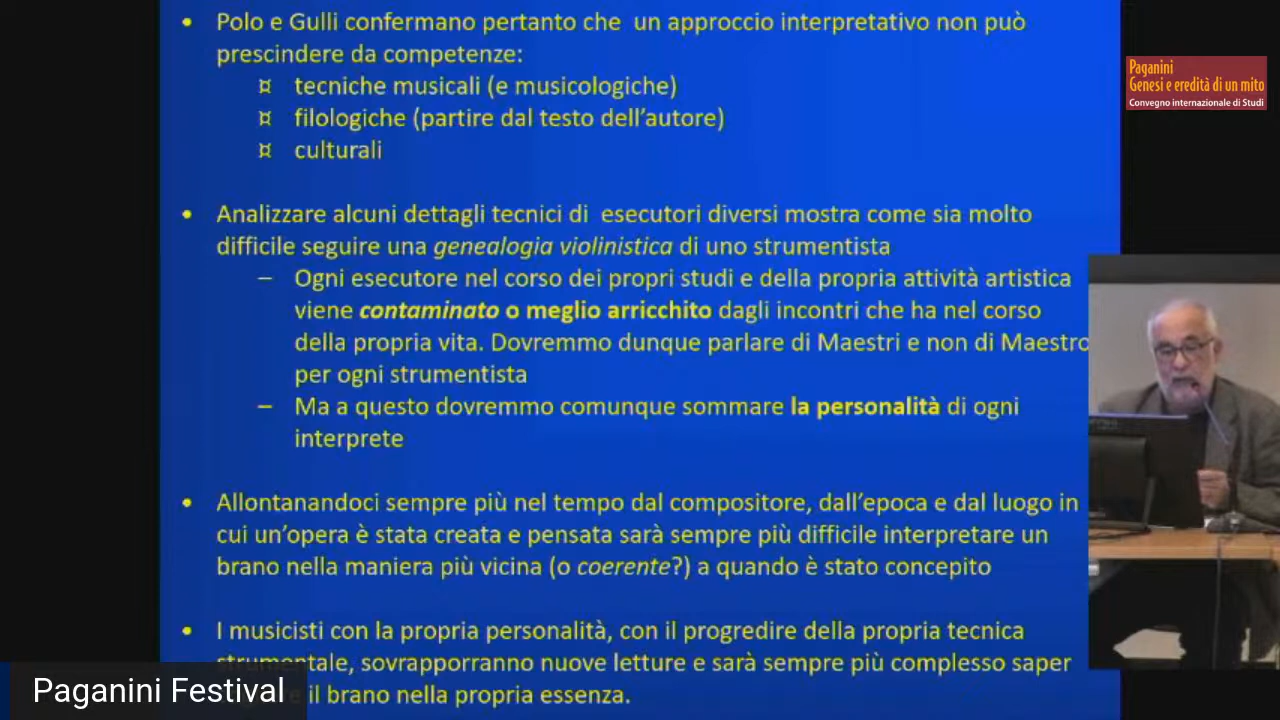 • Polo e Gulli confermano pertanto che un approccio interpretativo non può
prescindere da competenze:
¤ tecniche musicali (e musicologiche)
¤ filologiche (partire dal testo dell'autore)
¤ culturali
• Analizzare alcuni dettagli tecnici di esecutori diversi mostra come sia molto
difficile seguire una genealogia violinistica di uno strumentista
– Ogni esecutore nel corso dei propri studi e della propria attività artistica
viene contaminato o meglio arricchito dagli incontri che ha nel corso
della propria vita. Dovremmo dunque parlare di Maestri e non di Maestro
per ogni strumentista
– Ma a questo dovremmo comunque sommare la personalità di ogni
interprete
• Allontanandoci sempre più nel tempo dal compositore, dall'epoca e dal luogo in
cui un'opera è stata creata e pensata sarà sempre più difficile interpretare un
brano nella maniera più vicina (o coerente?) a quando è stato concepito
• I musicisti con la propria personalità, con il progredire della propria tecnica
strumentale, sovrapporranno nuove letture e sarà sempre più complesso saper
il brano nella propria essenza.
Paganini
Genesi e eredità di un mito
Convegno internazionale di Studi
Paganini Festival